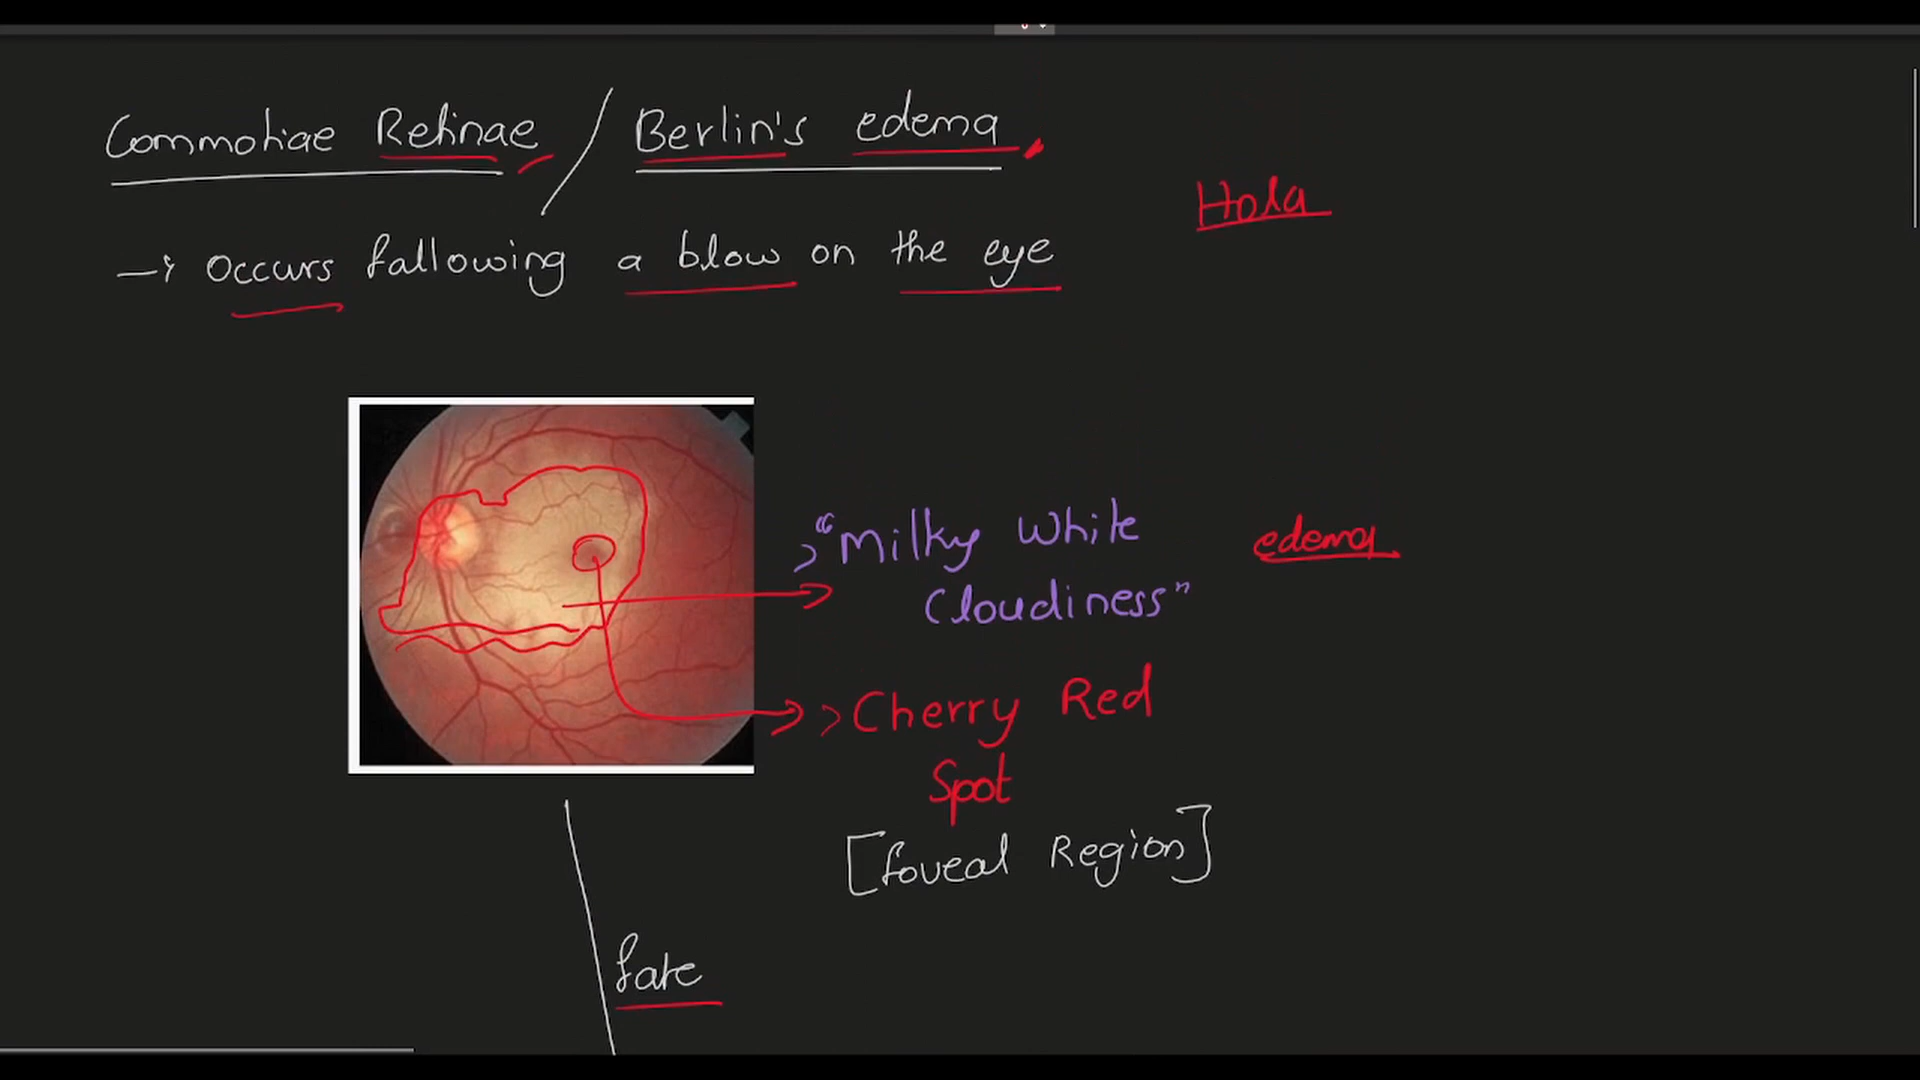 Commotiae Retinae / Berlin's edema
Hola
→ Occurs following a blow on the eye
"Milky White
Cloudiness"
edema
Cherry Red
Spot
[foveal Region]
fate